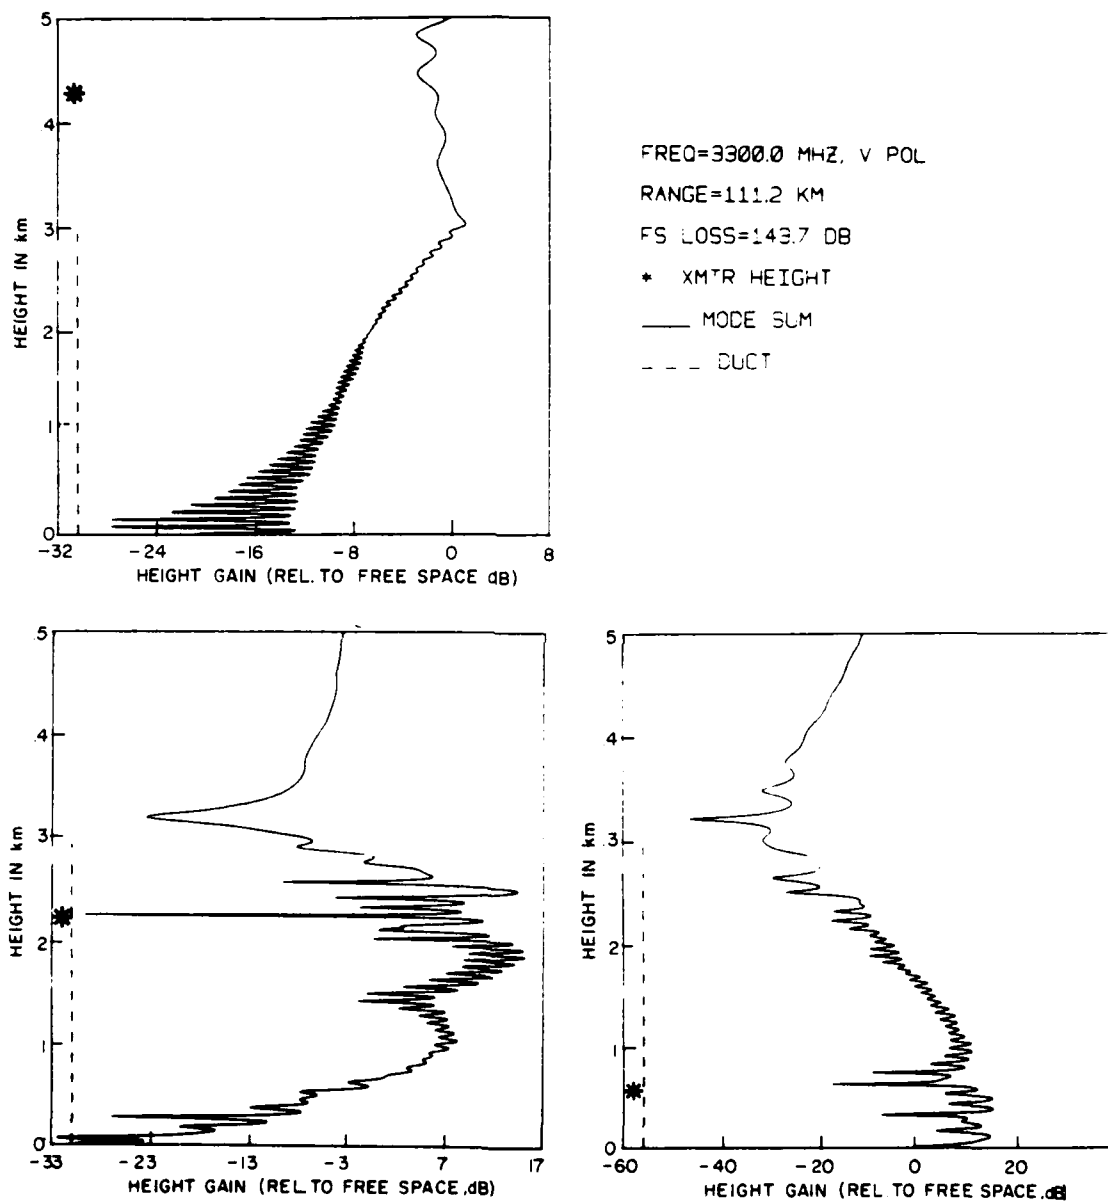 5
4
3
2
1
0
HEIGHT IN km
-32 -24 -16 -8 0 8
HEIGHT GAIN (REL. TO FREE SPACE dB)
FREQ=3300.0 MHZ, V POL
RANGE=111.2 KM
FS LOSS=143.7 DB
* XMTR HEIGHT
MODE SUM
DUCT
.5
.4
.3
2
1
0
HEIGHT IN km
-33 -23 -13 -3 7 17
HEIGHT GAIN (REL. TO FREE SPACE, dB)
.5
.4
.3
2
1
0
HEIGHT IN km
-60 -40 -20 0 20
HEIGHT GAIN (REL. TO FREE SPACE, dB)